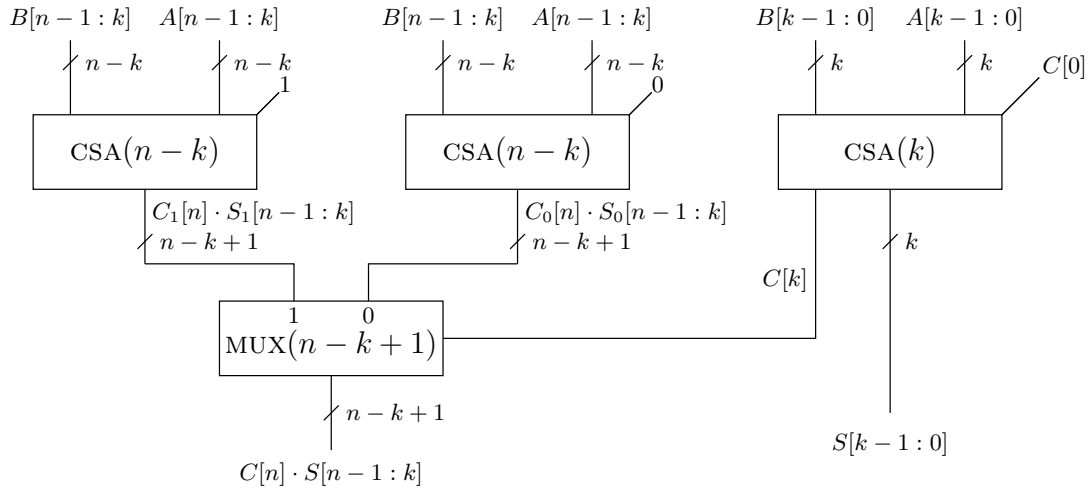 B[n − 1 : k] A[n − 1 : k] B[n − 1 : k] A[n − 1 : k] B[k − 1 : 0] A[k − 1 : 0]
n − k n − k n − k n − k k k C[0]
1 0
CSA(n − k) CSA(n − k) CSA(k)
C₁[n] · S₁[n − 1 : k] C₀[n] · S₀[n − 1 : k]
n − k + 1 n − k + 1 k
C[k]
1 0
MUX(n − k + 1)
n − k + 1
S[k − 1 : 0]
C[n] · S[n − 1 : k]